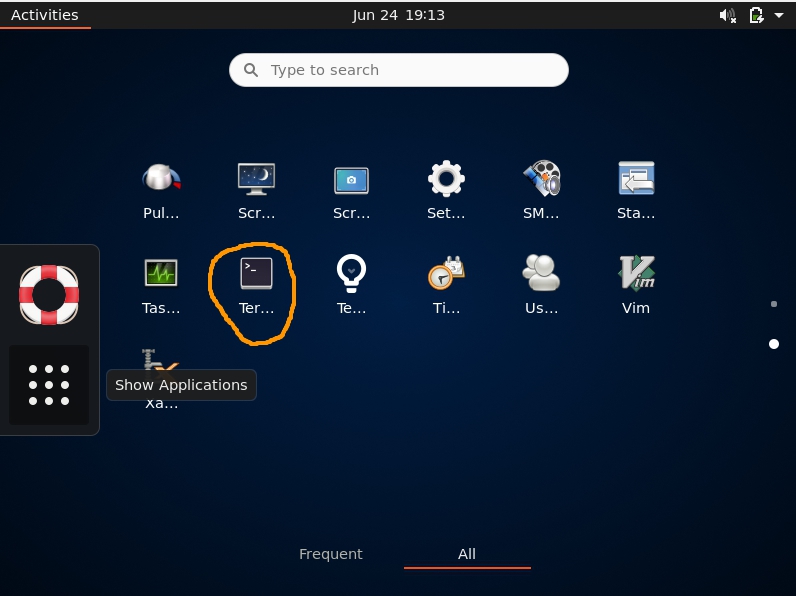 Activities
Jun 24 19:13
Type to search
Pul...
Scr...
Scr...
Set...
SM...
Sta...
Tas...
Ter...
Te...
Ti...
Us...
Vim
Show Applications
Xa...
Frequent
All